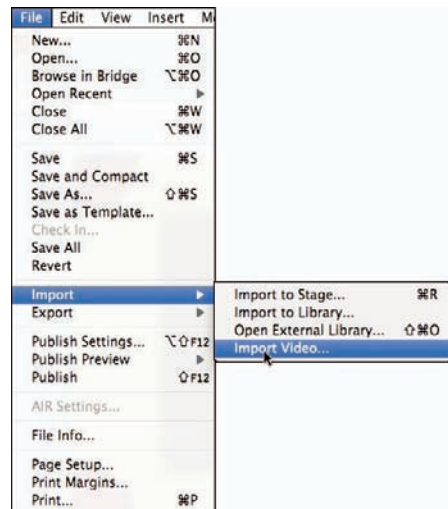 File Edit View Insert M
New... ⌘N
Open... ⌘O
Browse in Bridge ⌥⌘O
Open Recent ▶
Close ⌘W
Close All ⌥⌘W
Save ⌘S
Save and Compact
Save As... ⇧⌘S
Save as Template...
Check In...
Save All
Revert
Import ▶
Export ▶
Publish Settings... ⌥⇧F12
Publish Preview ▶
Publish ⇧F12
AIR Settings...
File Info...
Page Setup...
Print Margins...
Print... ⌘P
Import to Stage... ⌘R
Import to Library...
Open External Library... ⇧⌘O
Import Video...